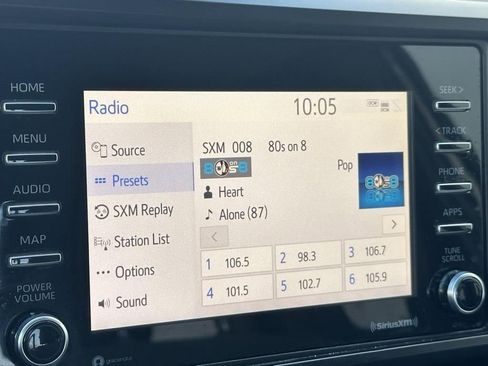 HOME
MENU
AUDIO
MAP
POWER
VOLUME
Radio
10:05
Source
Presets
SXM Replay
Station List
Options
Sound
SXM 008 80s on 8
Pop
Heart
Alone (87)
1 106.5
2 98.3
3 106.7
4 101.5
5 102.7
6 105.9
SEEK >
< TRACK
PHONE
APPS
TUNE
SCROLL
gracenote
SiriusXM